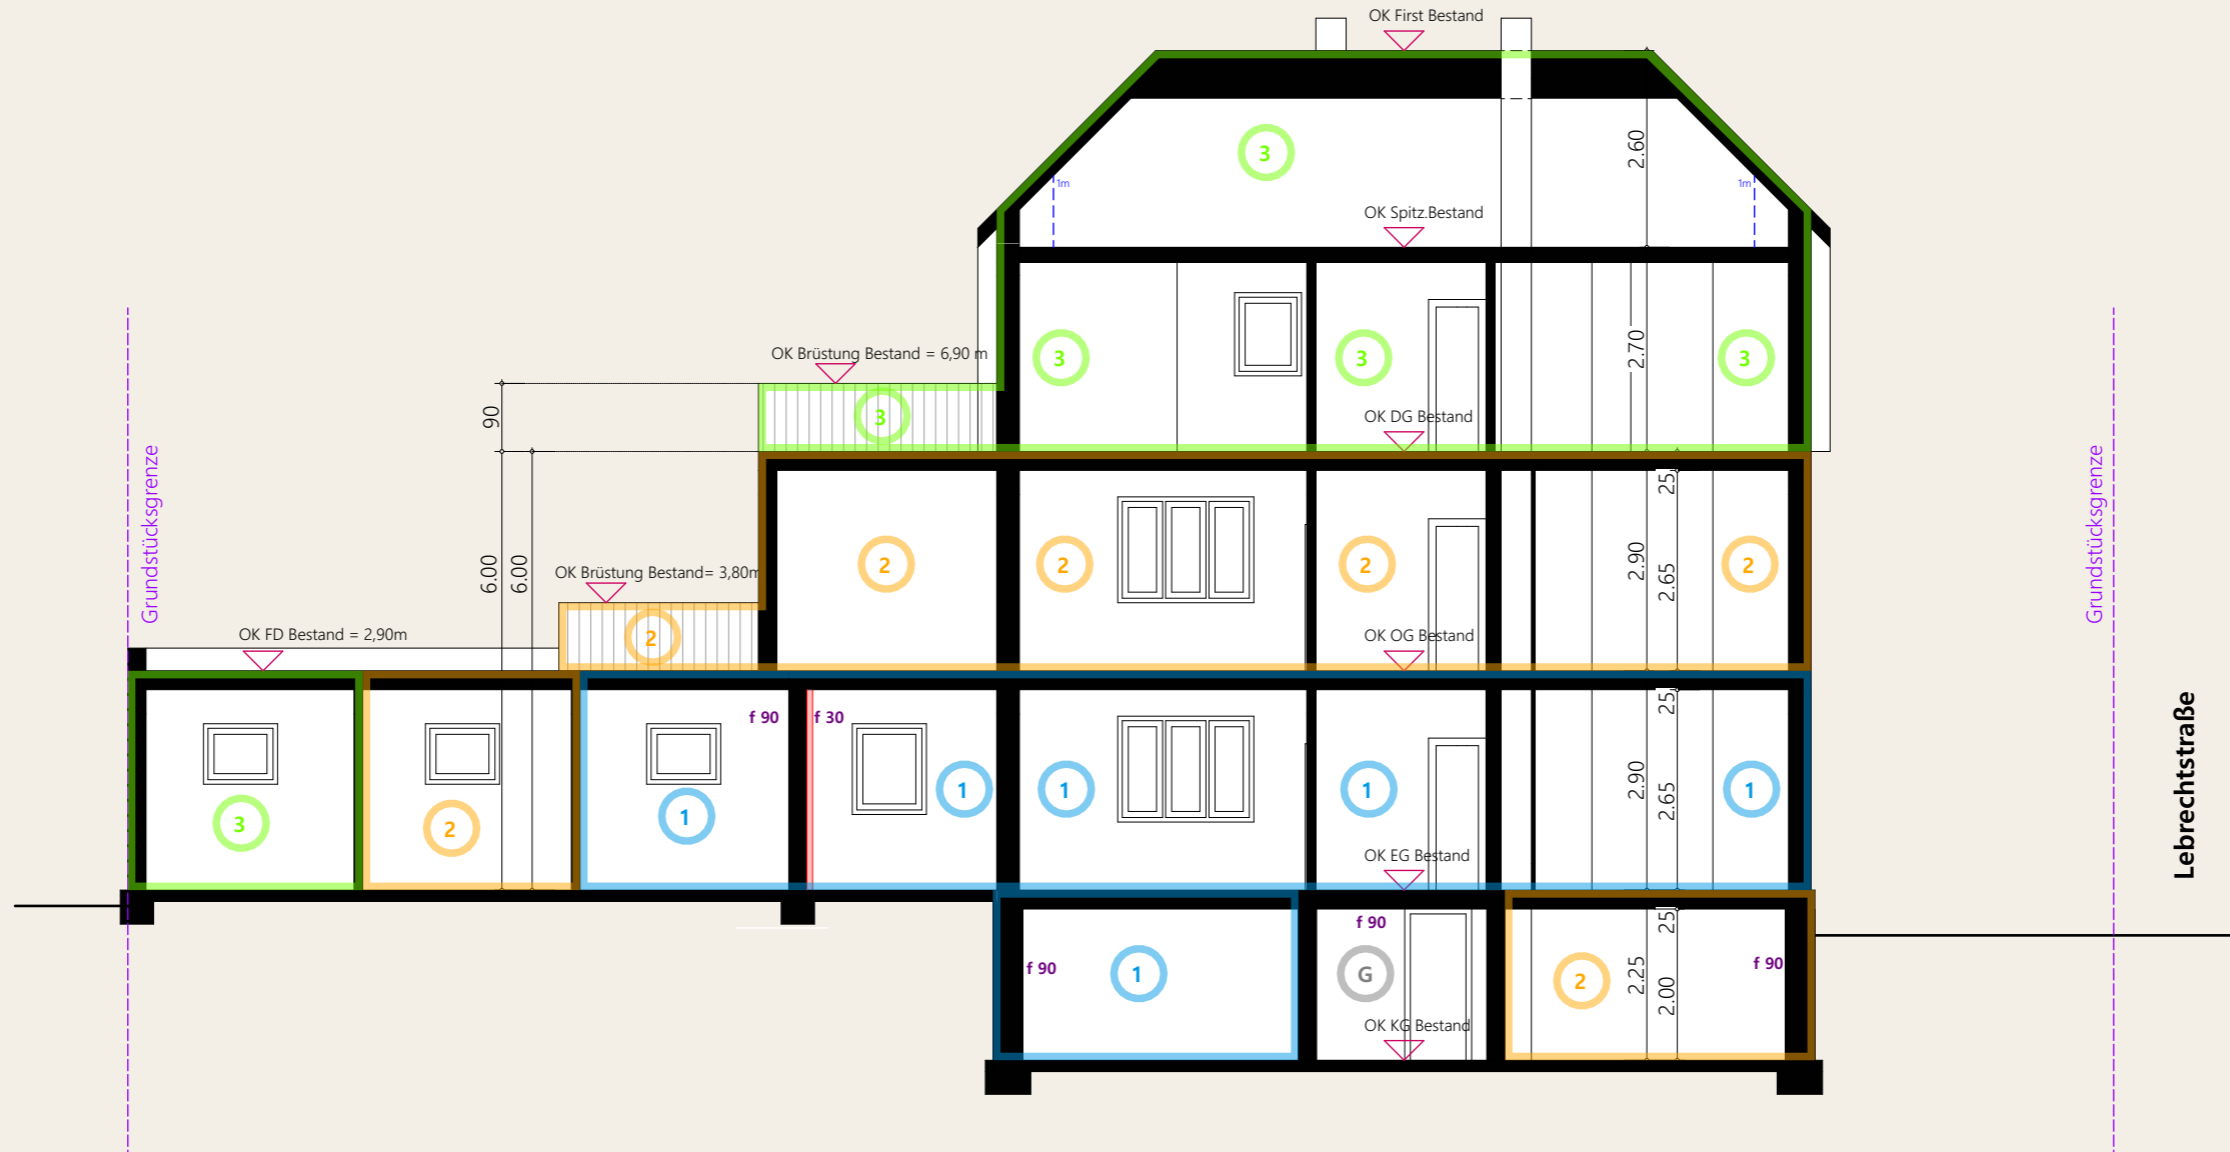 OK First Bestand
3
2.60
1m
1m
OK Spitz.Bestand
OK Brüstung Bestand = 6,90 m
3
3
3
2.70
90
3
OK DG Bestand
Grundstücksgrenze
Grundstücksgrenze
25
6.00
6.00
OK Brüstung Bestand= 3,80m
2
2
2
2
2.90
2.65
OK FD Bestand = 2,90m
2
OK OG Bestand
f 90
f 30
25
Lebrechtstraße
3
2
1
1
1
1
1
2.90
2.65
OK EG Bestand
f 90
25
f 90
1
G
2
2.25
2.00
f 90
OK KG Bestand